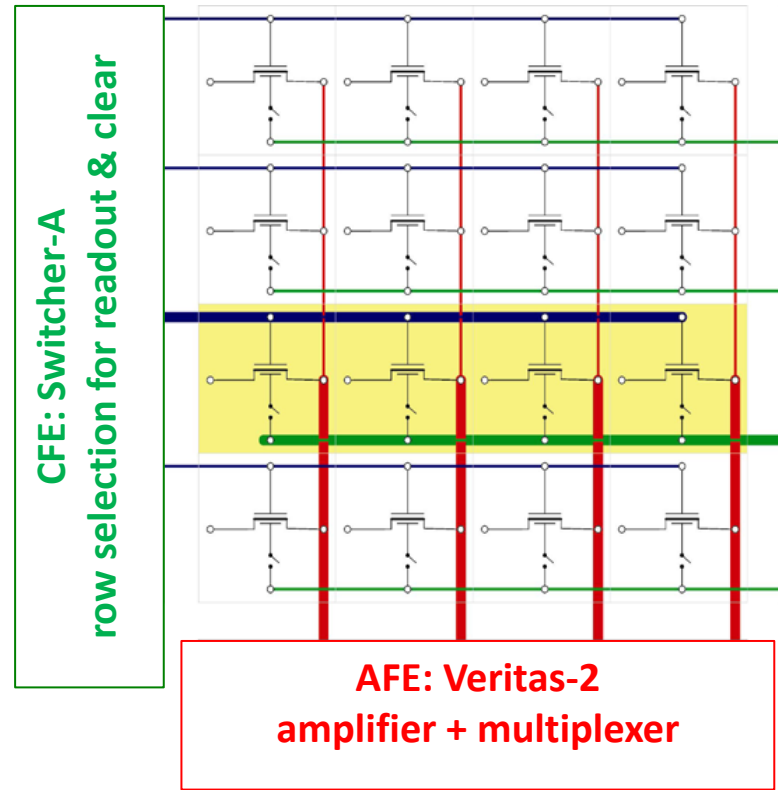 CFE: Switcher-A
row selection for readout & clear
AFE: Veritas-2
amplifier + multiplexer